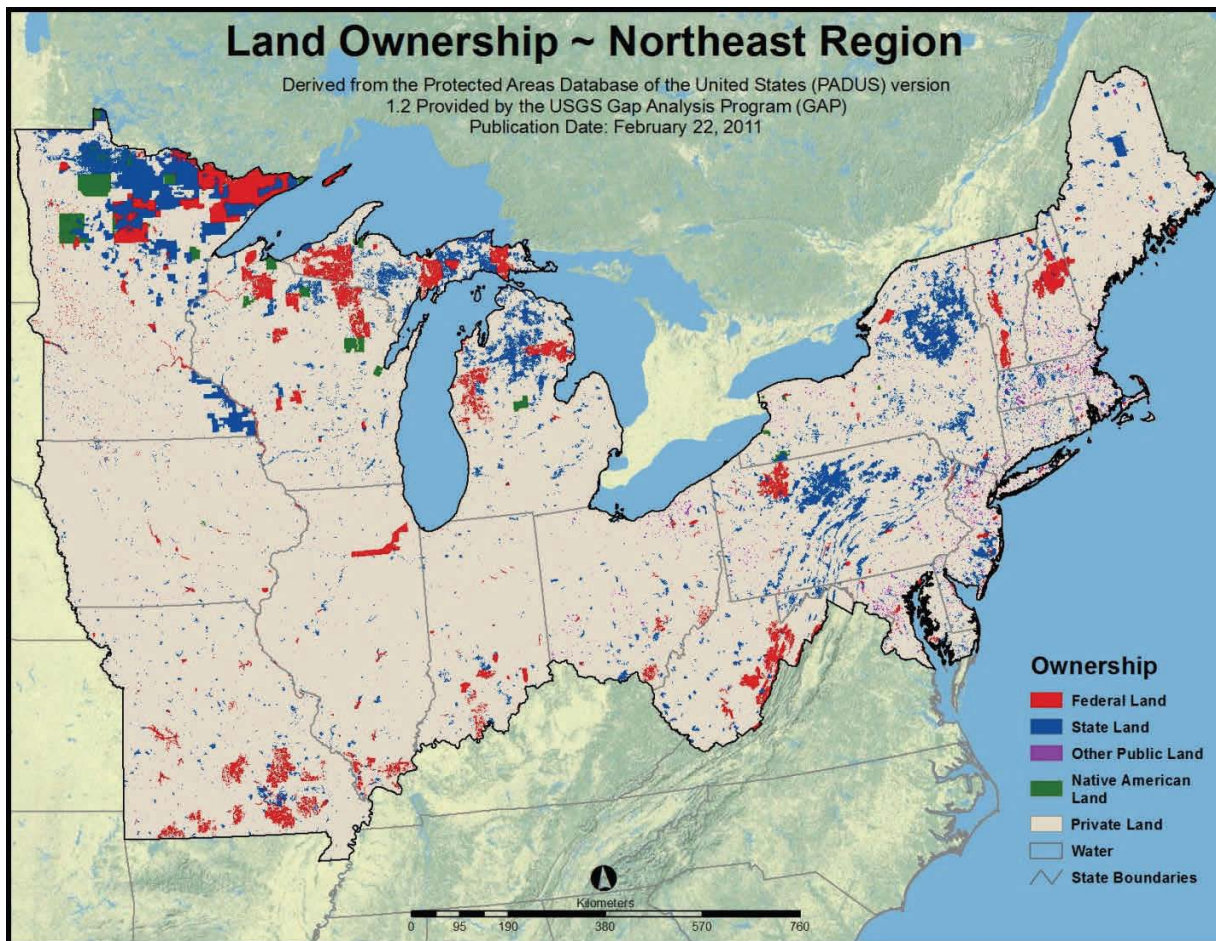 Land Ownership ~ Northeast Region
Derived from the Protected Areas Database of the United States (PADUS) version
1.2 Provided by the USGS Gap Analysis Program (GAP)
Publication Date: February 22, 2011
Ownership
Federal Land
State Land
Other Public Land
Native American
Land
Private Land
Water
State Boundaries
Kilometers
0 95 190 380 570 760